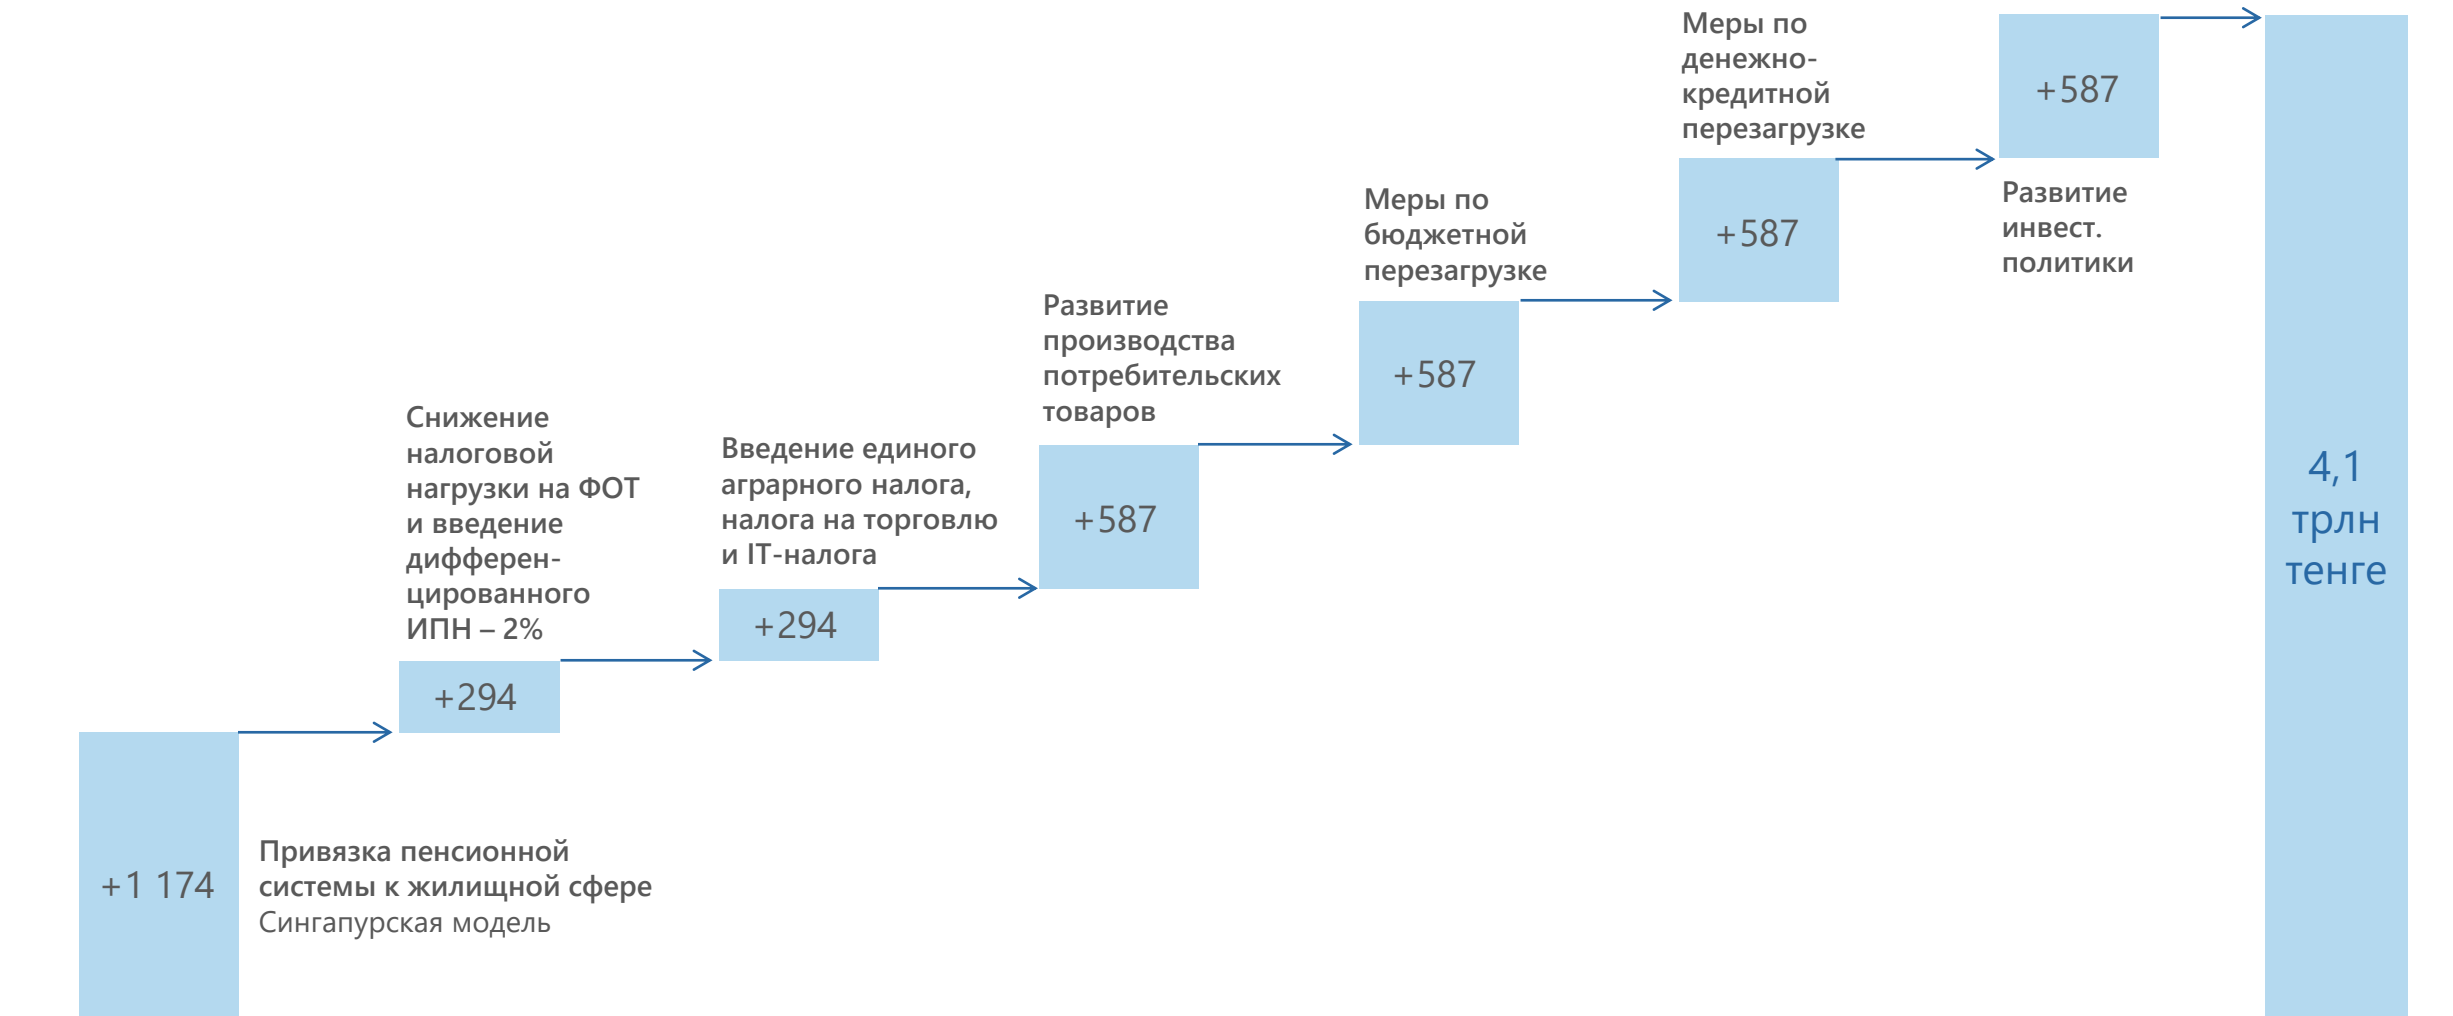 +1 174
Привязка пенсионной
системы к жилищной сфере
Сингапурская модель
Снижение
налоговой
нагрузки на ФОТ
и введение
дифферен-
цированного
ИПН – 2%
+294
Введение единого
аграрного налога,
налога на торговлю
и IT-налога
+294
Развитие
производства
потребительских
товаров
+587
Меры по
бюджетной
перезагрузке
+587
Меры по
денежно-
кредитной
перезагрузке
+587
+587
Развитие
инвест.
политики
4,1
трлн
тенге